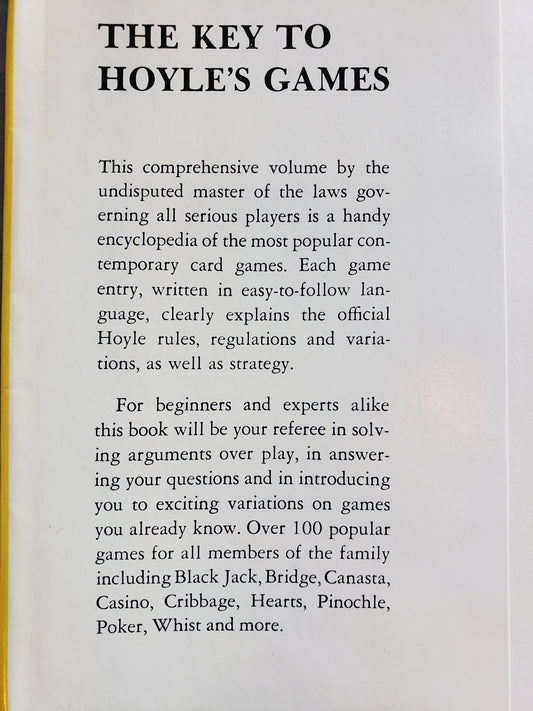 THE KEY TO
HOYLE'S GAMES
This comprehensive volume by the
undisputed master of the laws gov-
erning all serious players is a handy
encyclopedia of the most popular con-
temporary card games. Each game
entry, written in easy-to-follow lan-
guage, clearly explains the official
Hoyle rules, regulations and varia-
tions, as well as strategy.
For beginners and experts alike
this book will be your referee in solv-
ing arguments over play, in answer-
ing your questions and in introducing
you to exciting variations on games
you already know. Over 100 popular
games for all members of the family
including Black Jack, Bridge, Canasta,
Casino, Cribbage, Hearts, Pinochle,
Poker, Whist and more.